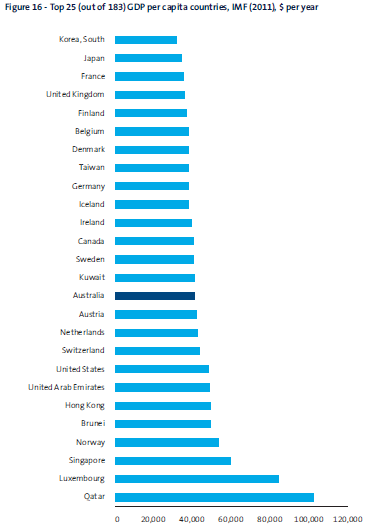 Figure 16 - Top 25 (out of 183) GDP per capita countries, IMF (2011), $ per year
Korea, South
Japan
France
United Kingdom
Finland
Belgium
Denmark
Taiwan
Germany
Iceland
Ireland
Canada
Sweden
Kuwait
Australia
Austria
Netherlands
Switzerland
United States
United Arab Emirates
Hong Kong
Brunei
Norway
Singapore
Luxembourg
Qatar
0 20,000 40,000 60,000 80,000 100,000 120,000